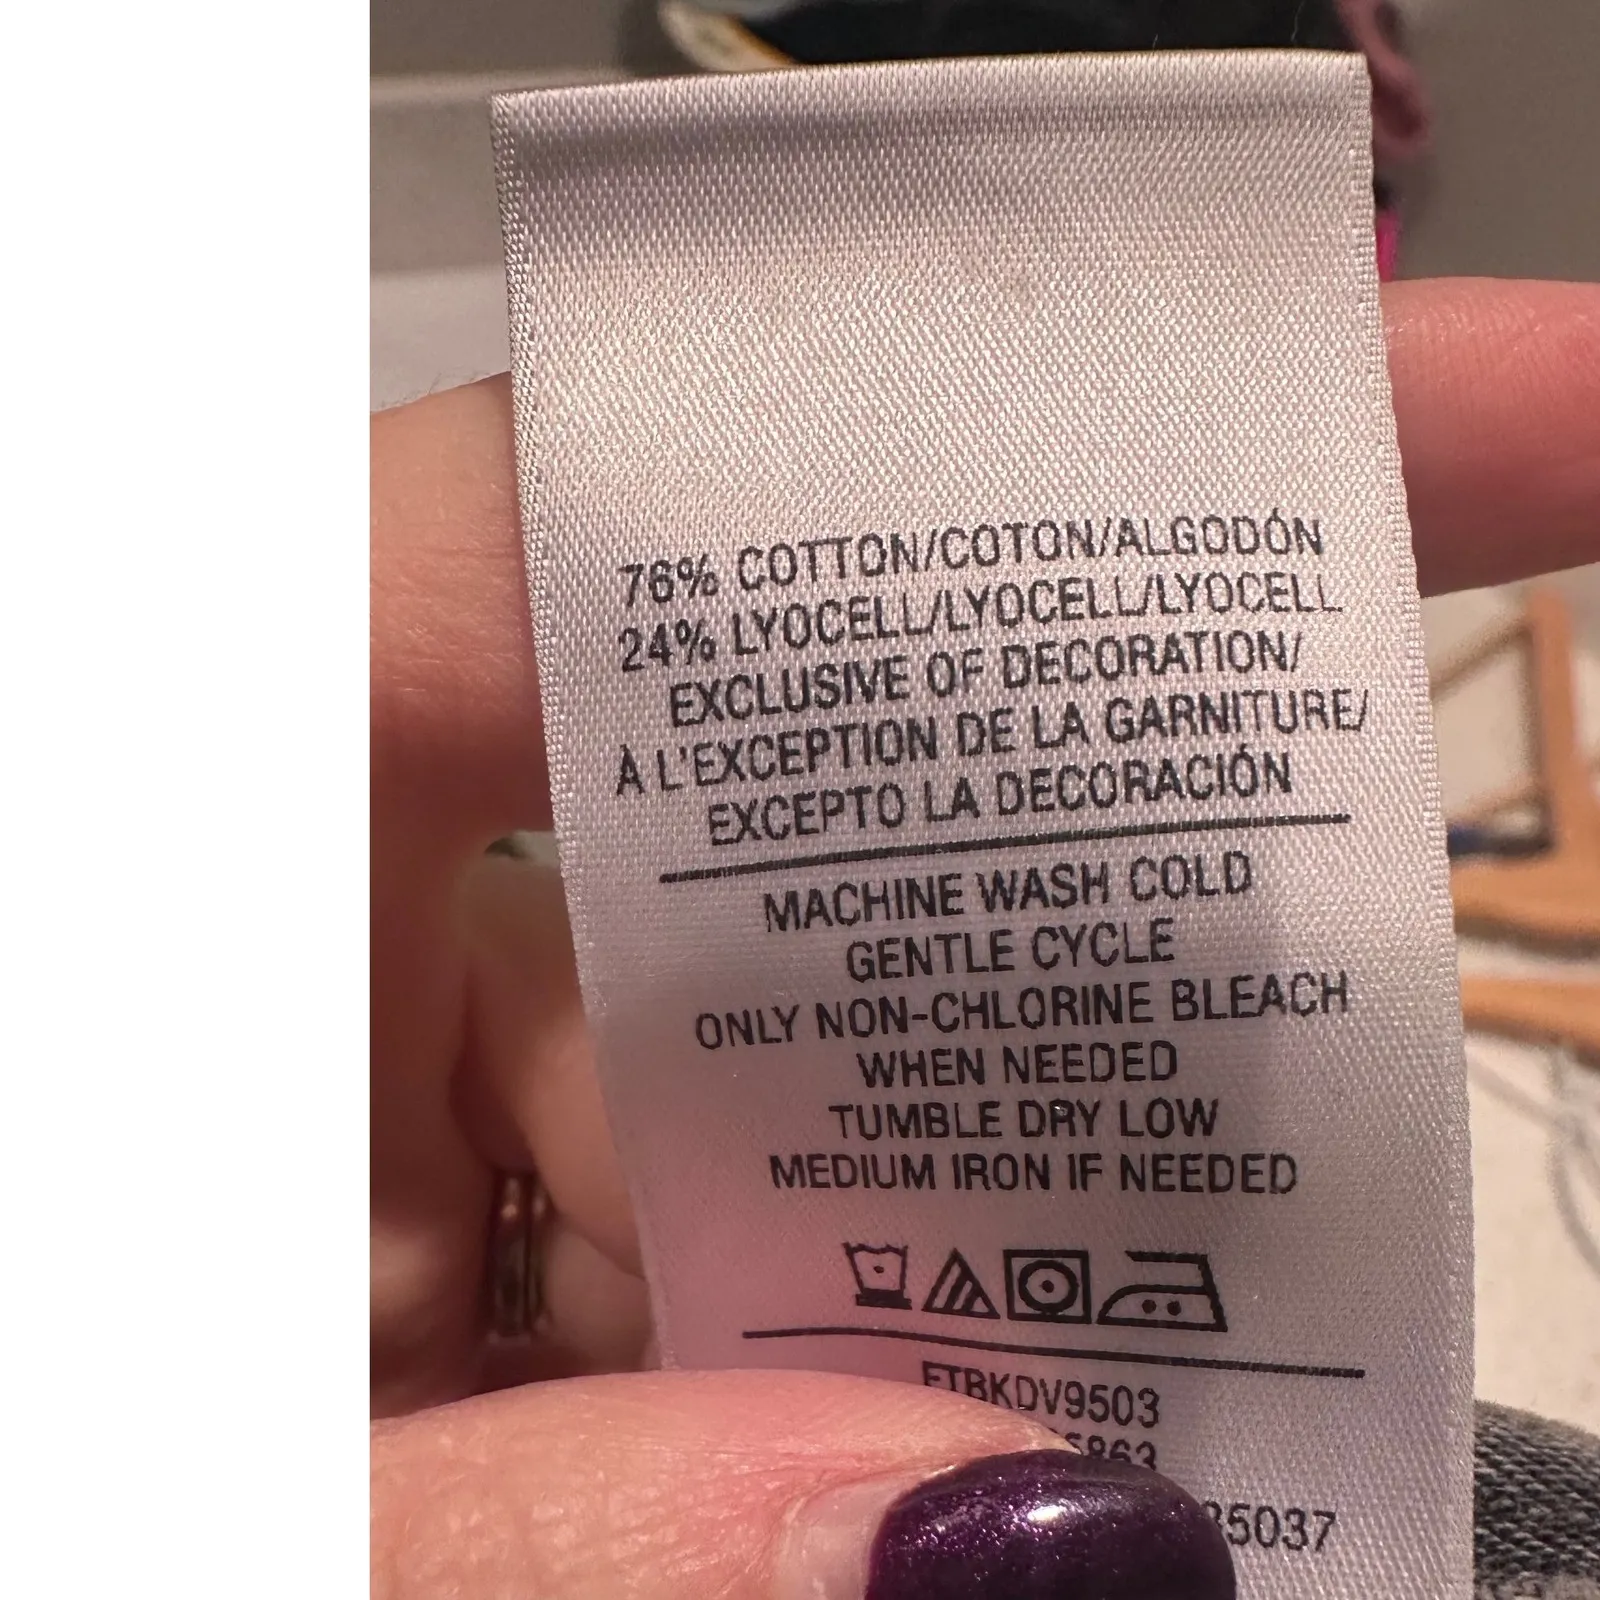 76% COTTON/COTON/ALGODÓN
24% LYOCELL/LYOCELL/LYOCELL
EXCLUSIVE OF DECORATION/
À L'EXCEPTION DE LA GARNITURE/
EXCEPTO LA DECORACIÓN
MACHINE WASH COLD
GENTLE CYCLE
ONLY NON-CHLORINE BLEACH
WHEN NEEDED
TUMBLE DRY LOW
MEDIUM IRON IF NEEDED